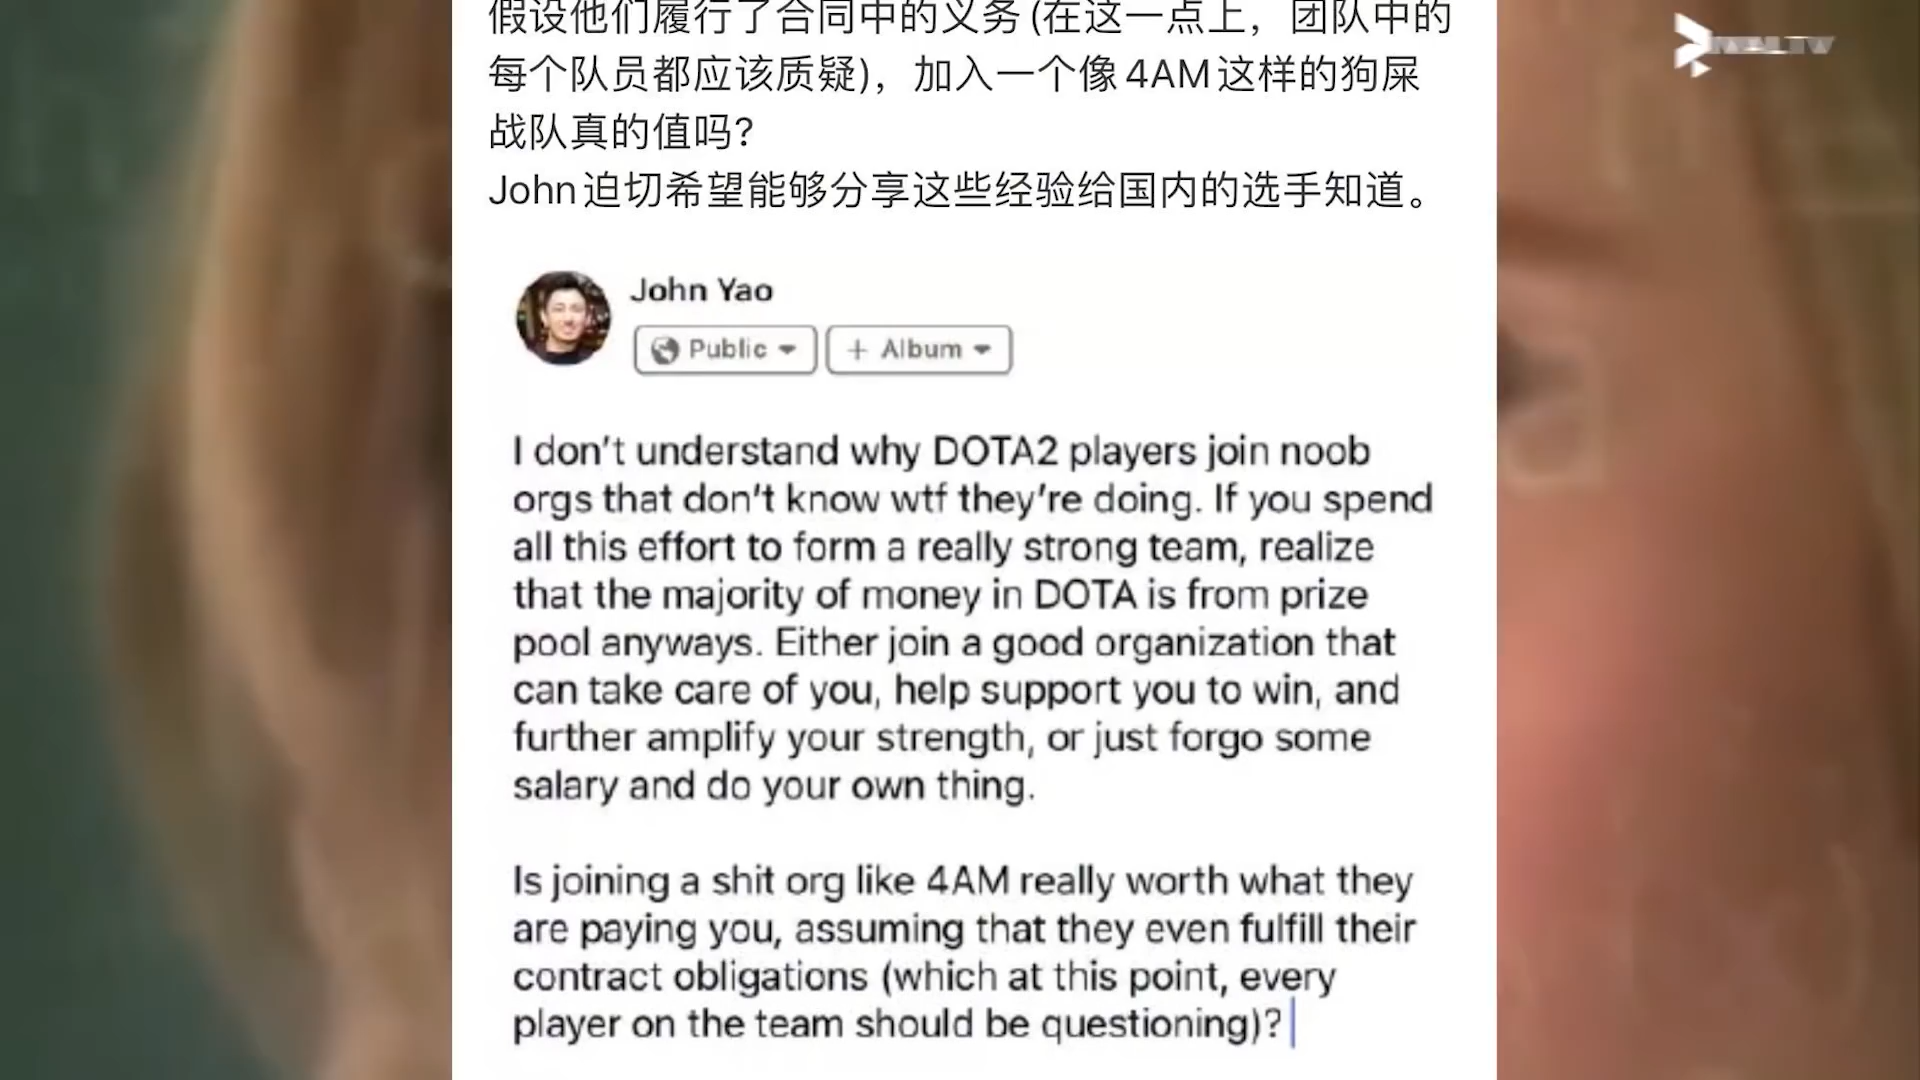 假设他们履行了合同中的义务(在这一点上，团队中的
每个队员都应该质疑)，加入一个像4AM这样的狗屎
战队真的值吗?
John迫切希望能够分享这些经验给国内的选手知道。
John Yao
Public
+ Album
I don't understand why DOTA2 players join noob
orgs that don't know wtf they're doing. If you spend
all this effort to form a really strong team, realize
that the majority of money in DOTA is from prize
pool anyways. Either join a good organization that
can take care of you, help support you to win, and
further amplify your strength, or just forgo some
salary and do your own thing.
Is joining a shit org like 4AM really worth what they
are paying you, assuming that they even fulfill their
contract obligations (which at this point, every
player on the team should be questioning)?